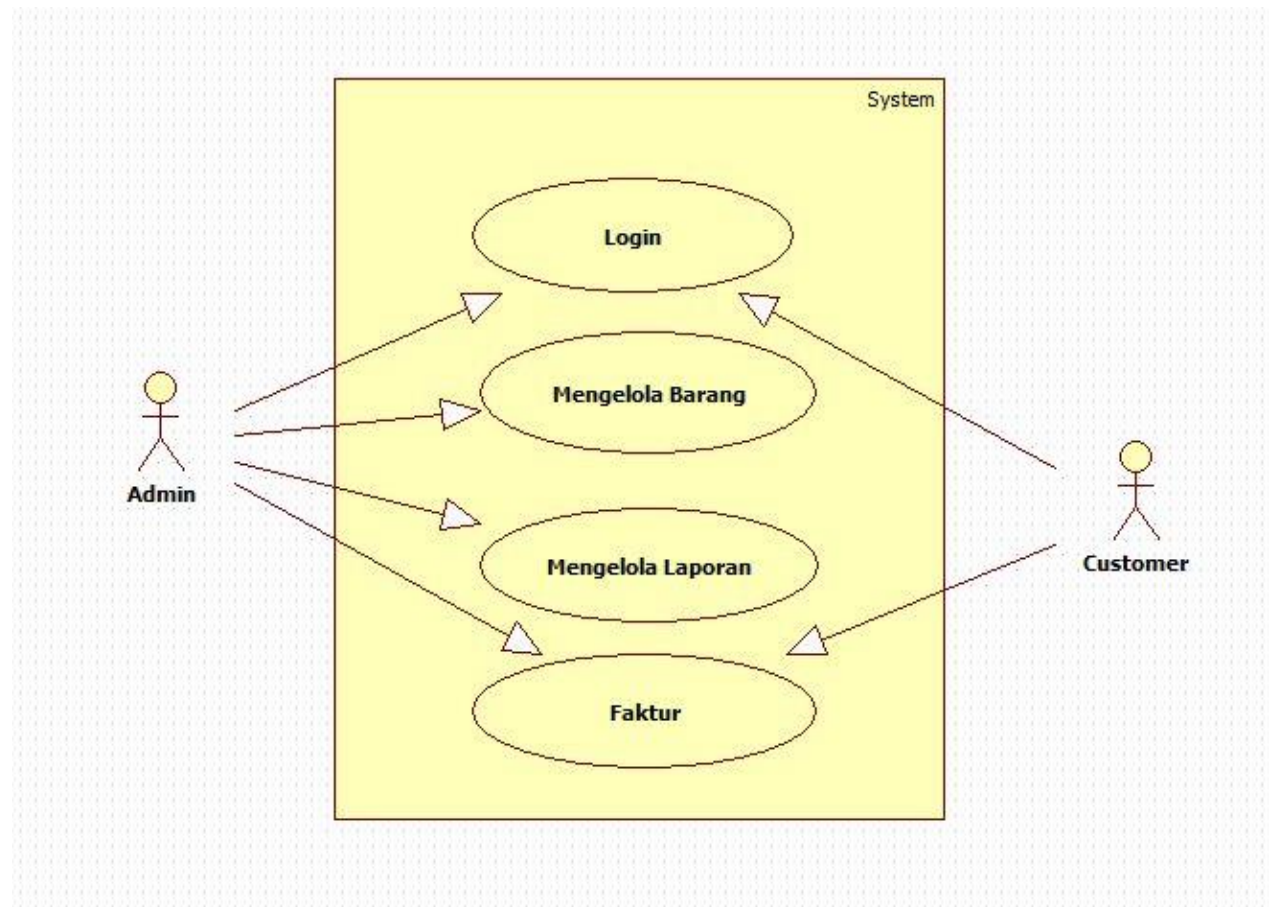 System
Login
Mengelola Barang
Admin
Customer
Mengelola Laporan
Faktur